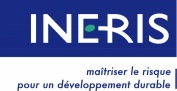 INERIS
maîtriser le risque
pour un développement durable